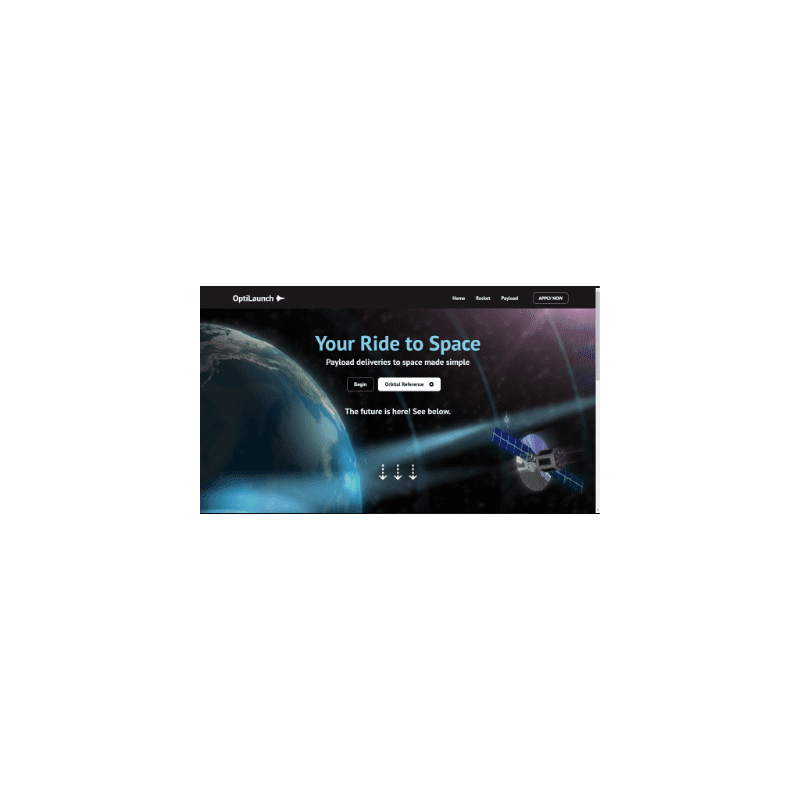 OptiLaunch
Home Rocket Payload APPLY NOW
Your Ride to Space
Payload deliveries to space made simple
Begin Orbital Reference
The future is here! See below.